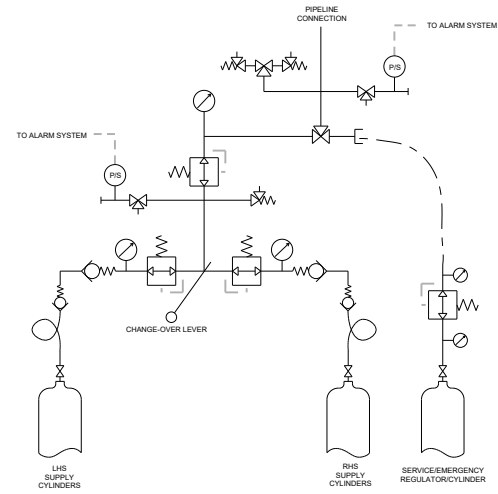 PIPELINE
CONNECTION
TO ALARM SYSTEM
P/S
TO ALARM SYSTEM
P/S
CHANGE-OVER LEVER
LHS
SUPPLY
CYLINDERS
RHS
SUPPLY
CYLINDERS
SERVICE/EMERGENCY
REGULATOR/CYLINDER